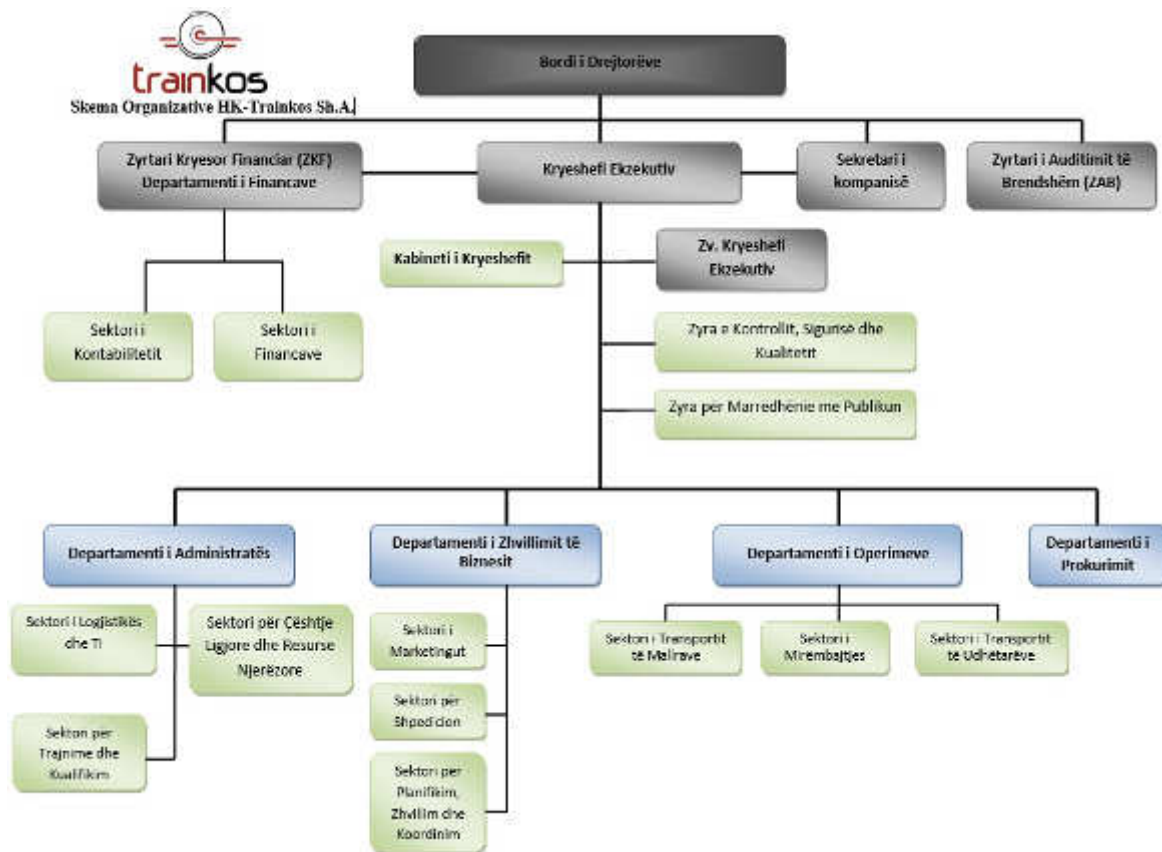 trainkos
Skema Organizative HK-Trainkos Sh.A.
Bordi i Drejtorëve
Zyrtari Kryesor Financiar (ZKF)
Departamenti i Financave
Kryeshefi Ekzekutiv
Sekretari i
kompanisë
Zyrtari i Auditimit të
Brendshëm (ZAB)
Kabineti i Kryeshefit
Zv. Kryeshefi
Ekzekutiv
Sektori i
Kontabilitetit
Sektori i
Financave
Zyra e Kontrollit, Sigurisë dhe
Kualitetit
Zyra për Marredhënie me Publikun
Departamenti i Administratës
Departamenti i Zhvillimit të
Biznesit
Departamenti i Operimeve
Departamenti i
Prokurimit
Sektori i Logjistikës
dhe TI
Sektori për Çështje
Ligjore dhe Resurse
Njerëzore
Sektori për
Trajnime dhe
Kualifikim
Sektori i
Marketingut
Sektori për
Shpedicion
Sektori për
Planifikim,
Zhvillim dhe
Koordinim
Sektori i Transportit
të Mallrave
Sektori i
Mirëmbajtjes
Sektori i Transportit
të Udhëtarëve